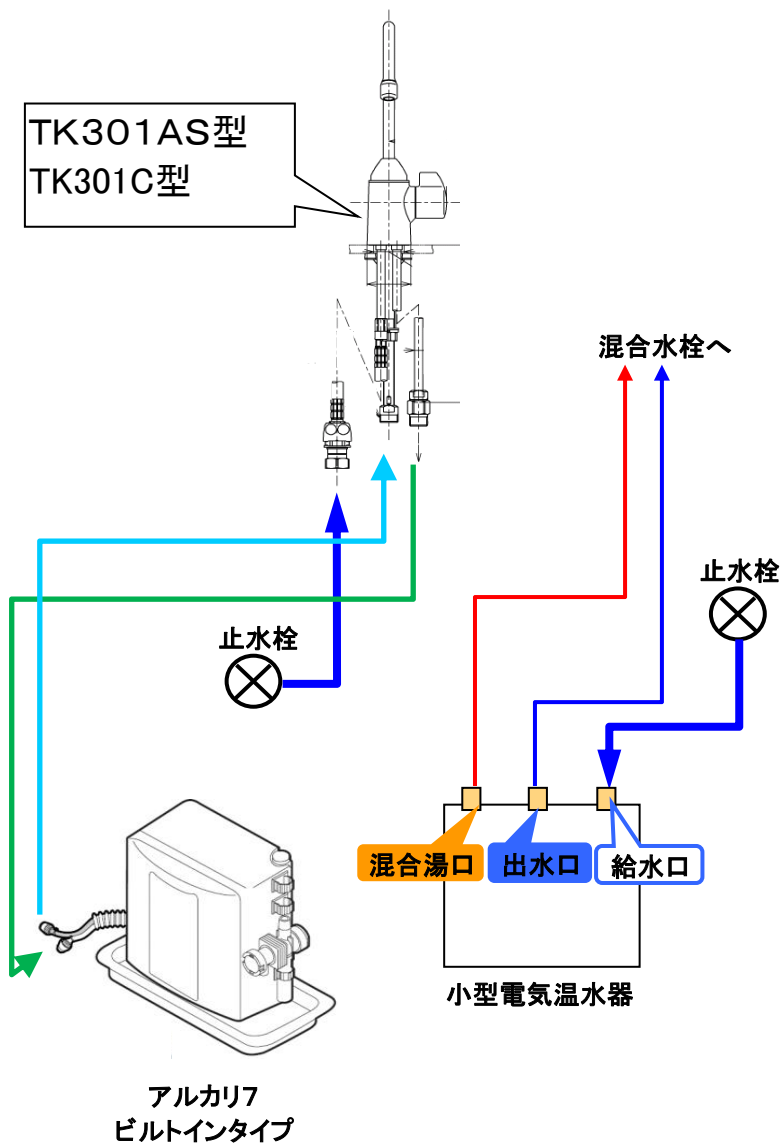 TK301AS型
TK301C型
混合水栓へ
止水栓
止水栓
混合湯口
出水口
給水口
小型電気温水器
アルカリ7
ビルトインタイプ